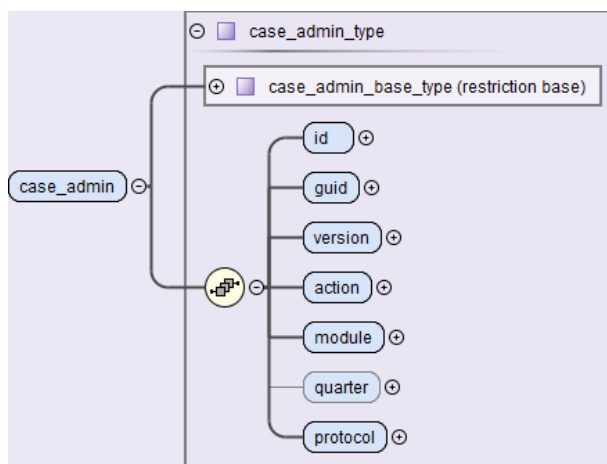 case_admin_type
case_admin_base_type (restriction base)
id
guid
case_admin
version
action
module
quarter
protocol